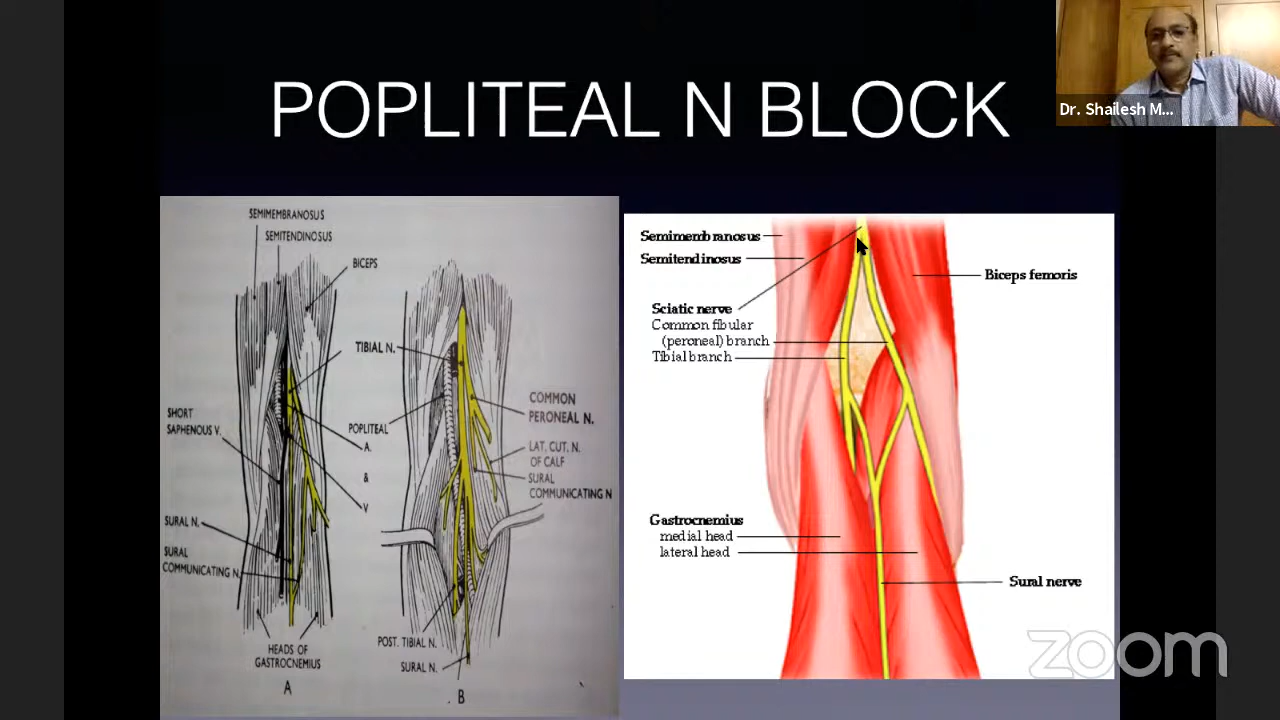 POPLITEAL N BLOCK
Dr. Shailesh M...
SEMIMEMBRANOSUS
SEMITENDINOSUS
BICEPS
TIBIAL N.
SHORT
SAPHENOUS V.
POPLITEAL
A.
&
V
COMMON
PERONEAL N.
LAT. CUT. N.
OF CALF
SURAL
COMMUNICATING N
SURAL N.
SURAL
COMMUNICATING N.
HEADS OF
GASTROCNEMIUS
POST. TIBIAL N.
SURAL N.
A
B
Semimembranosus
Semitendinosus
Biceps femoris
Sciatic nerve
Common fibular
(peroneal) branch
Tibial branch
Gastrocnemius
medial head
lateral head
Sural nerve
zoom